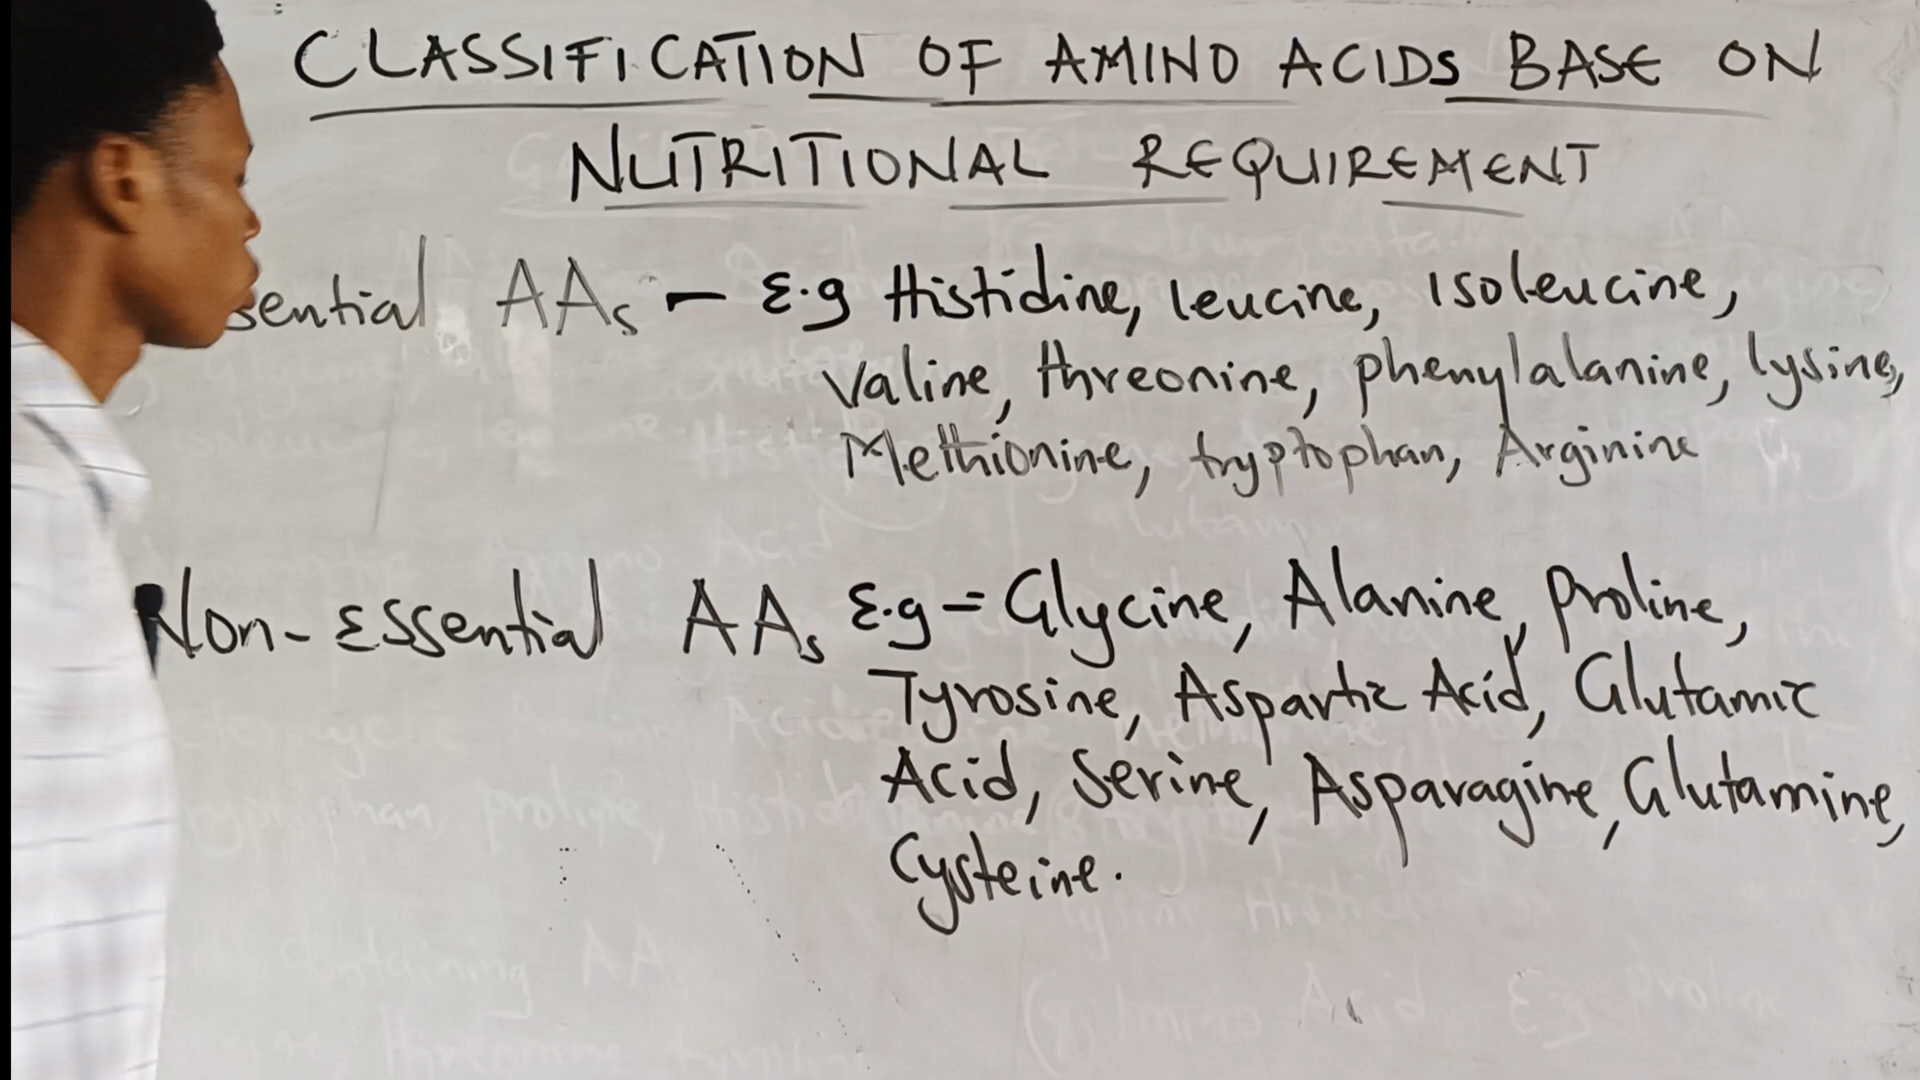 CLASSIFICATION OF AMINO ACIDS BASE ON
NUTRITIONAL REQUIREMENT
sential AAs - E.g Histidine, leucine, Isoleucine,
Valine, threonine, phenylalanine, lysine,
Methionine, tryptophan, Arginine
Non-Essential AAs E.g = Glycine, Alanine, Proline,
Tyrosine, Aspartic Acid, Glutamic
Acid, Serine, Asparagine, Glutamine,
Cysteine.